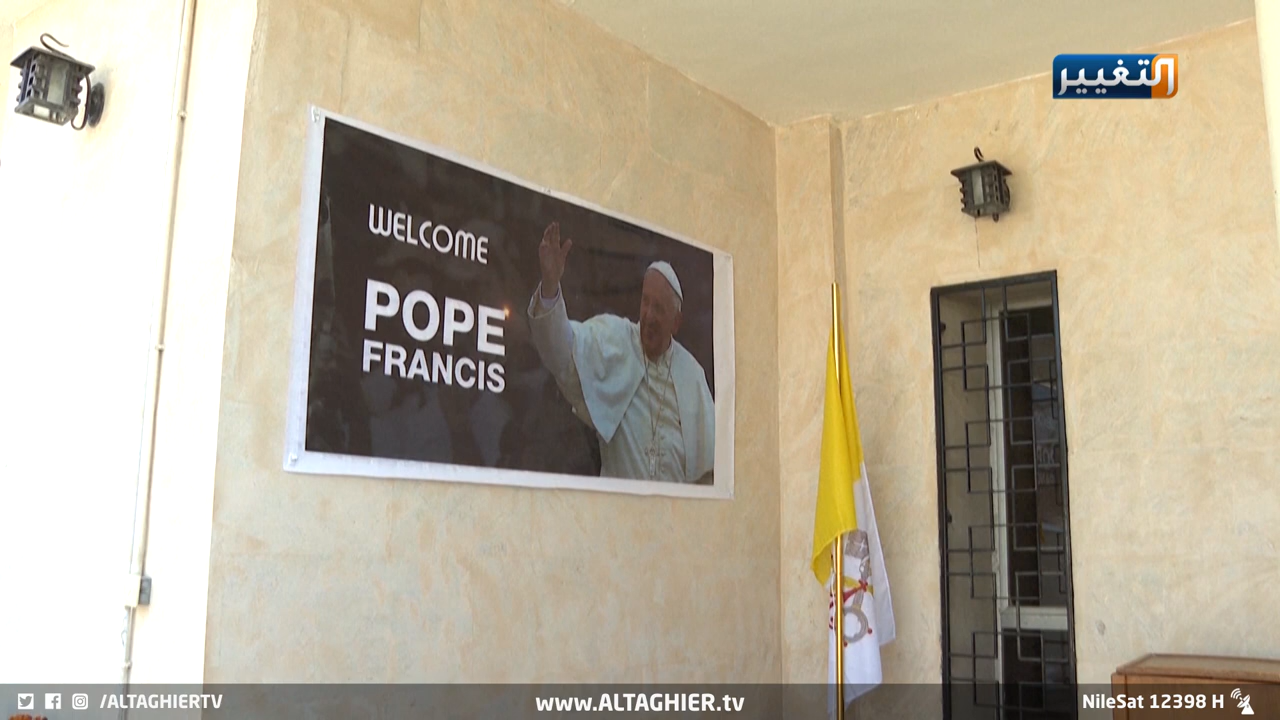 التغيير
WELCOME
POPE
FRANCIS
/ALTAGHIERTV
www.ALTAGHIER.tv
NileSat 12398 H